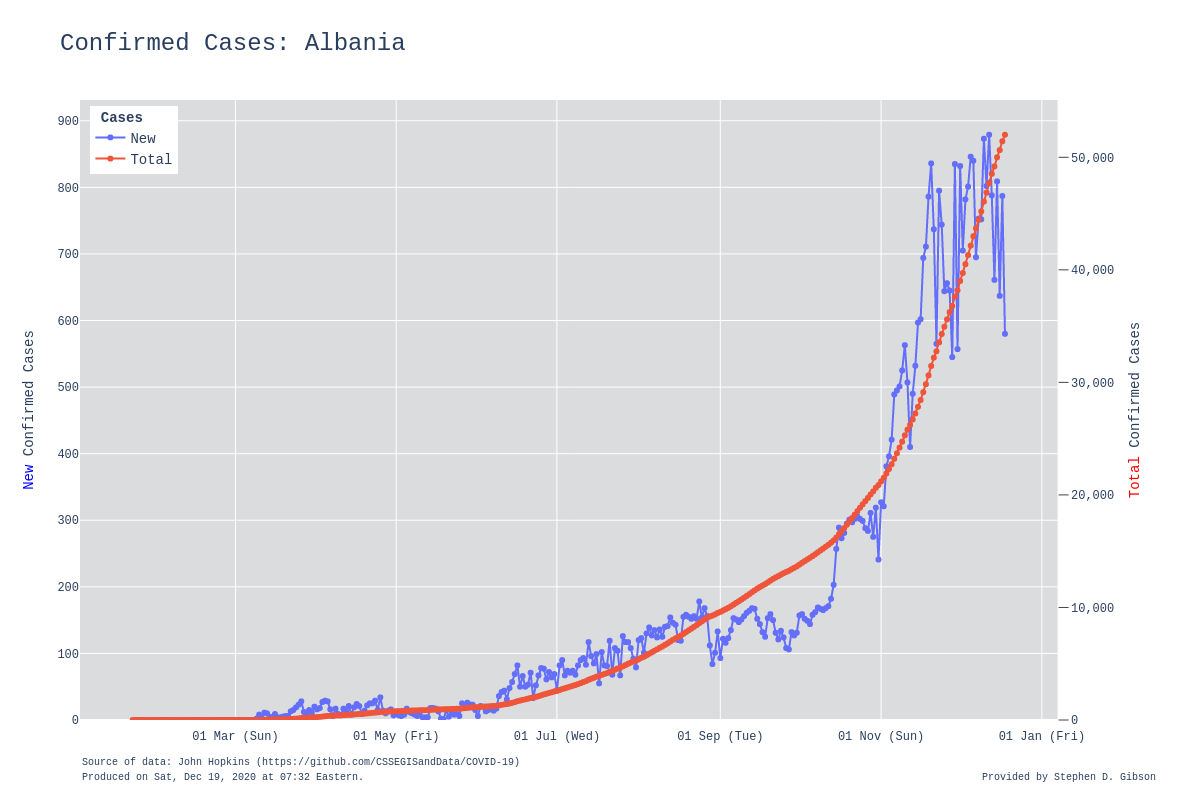 Confirmed Cases: Albania
Cases
New
Total
900
800
700
600
500
400
300
200
100
0
New Confirmed Cases
50,000
40,000
30,000
20,000
10,000
0
Total Confirmed Cases
01 Mar (Sun)
01 May (Fri)
01 Jul (Wed)
01 Sep (Tue)
01 Nov (Sun)
01 Jan (Fri)
Source of data: John Hopkins (https://github.com/CSSEGISandData/COVID-19)
Produced on Sat, Dec 19, 2020 at 07:32 Eastern.
Provided by Stephen D. Gibson